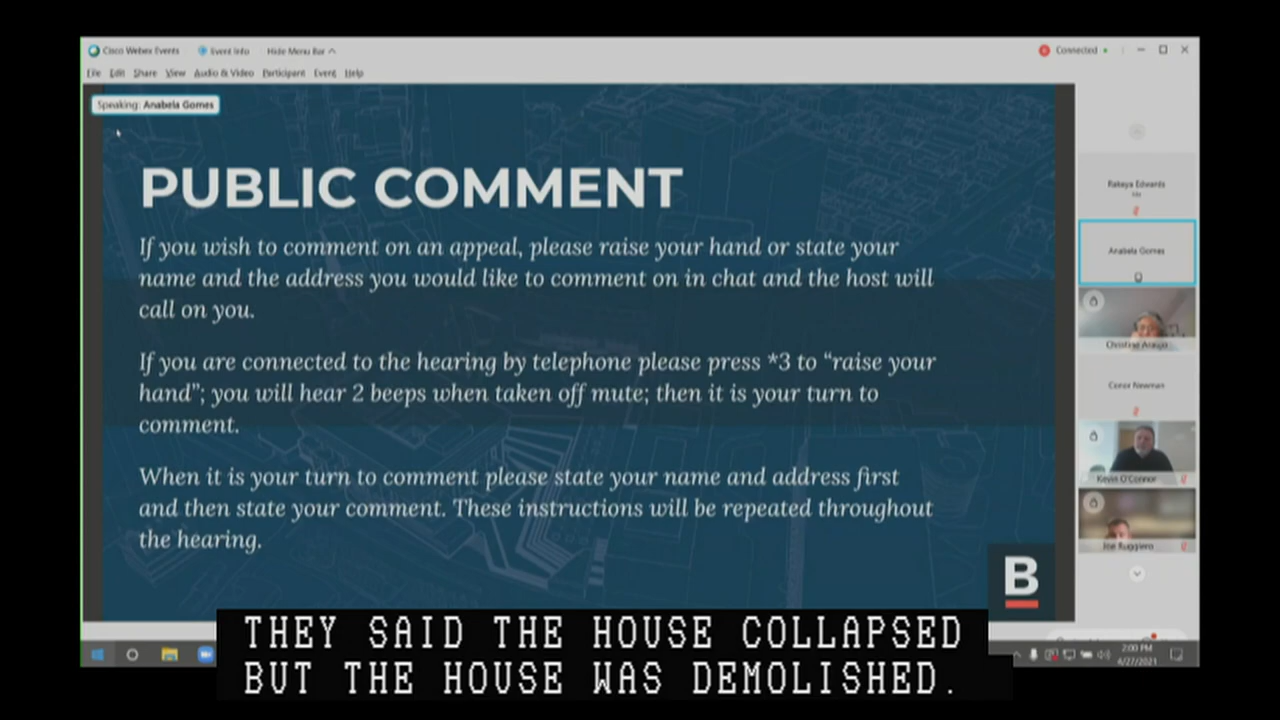 Cisco Webex Events Event Info Hide Menu Bar Connected
File Edit Share View Audio & Video Participant Event Help
Speaking: Anabela Gomes
PUBLIC COMMENT
If you wish to comment on an appeal, please raise your hand or state your
name and the address you would like to comment on in chat and the host will
call on you.
If you are connected to the hearing by telephone please press *3 to “raise your
hand”; you will hear 2 beeps when taken off mute; then it is your turn to
comment.
When it is your turn to comment please state your name and address first
and then state your comment. These instructions will be repeated throughout
the hearing.
B
Rakeya Edwards
Me
Anabela Gomes
Christine Araujo
Conor Newman
Kevin O'Connor
Joe Ruggiero
THEY SAID THE HOUSE COLLAPSED
BUT THE HOUSE WAS DEMOLISHED.
2:00 PM
4/27/2021